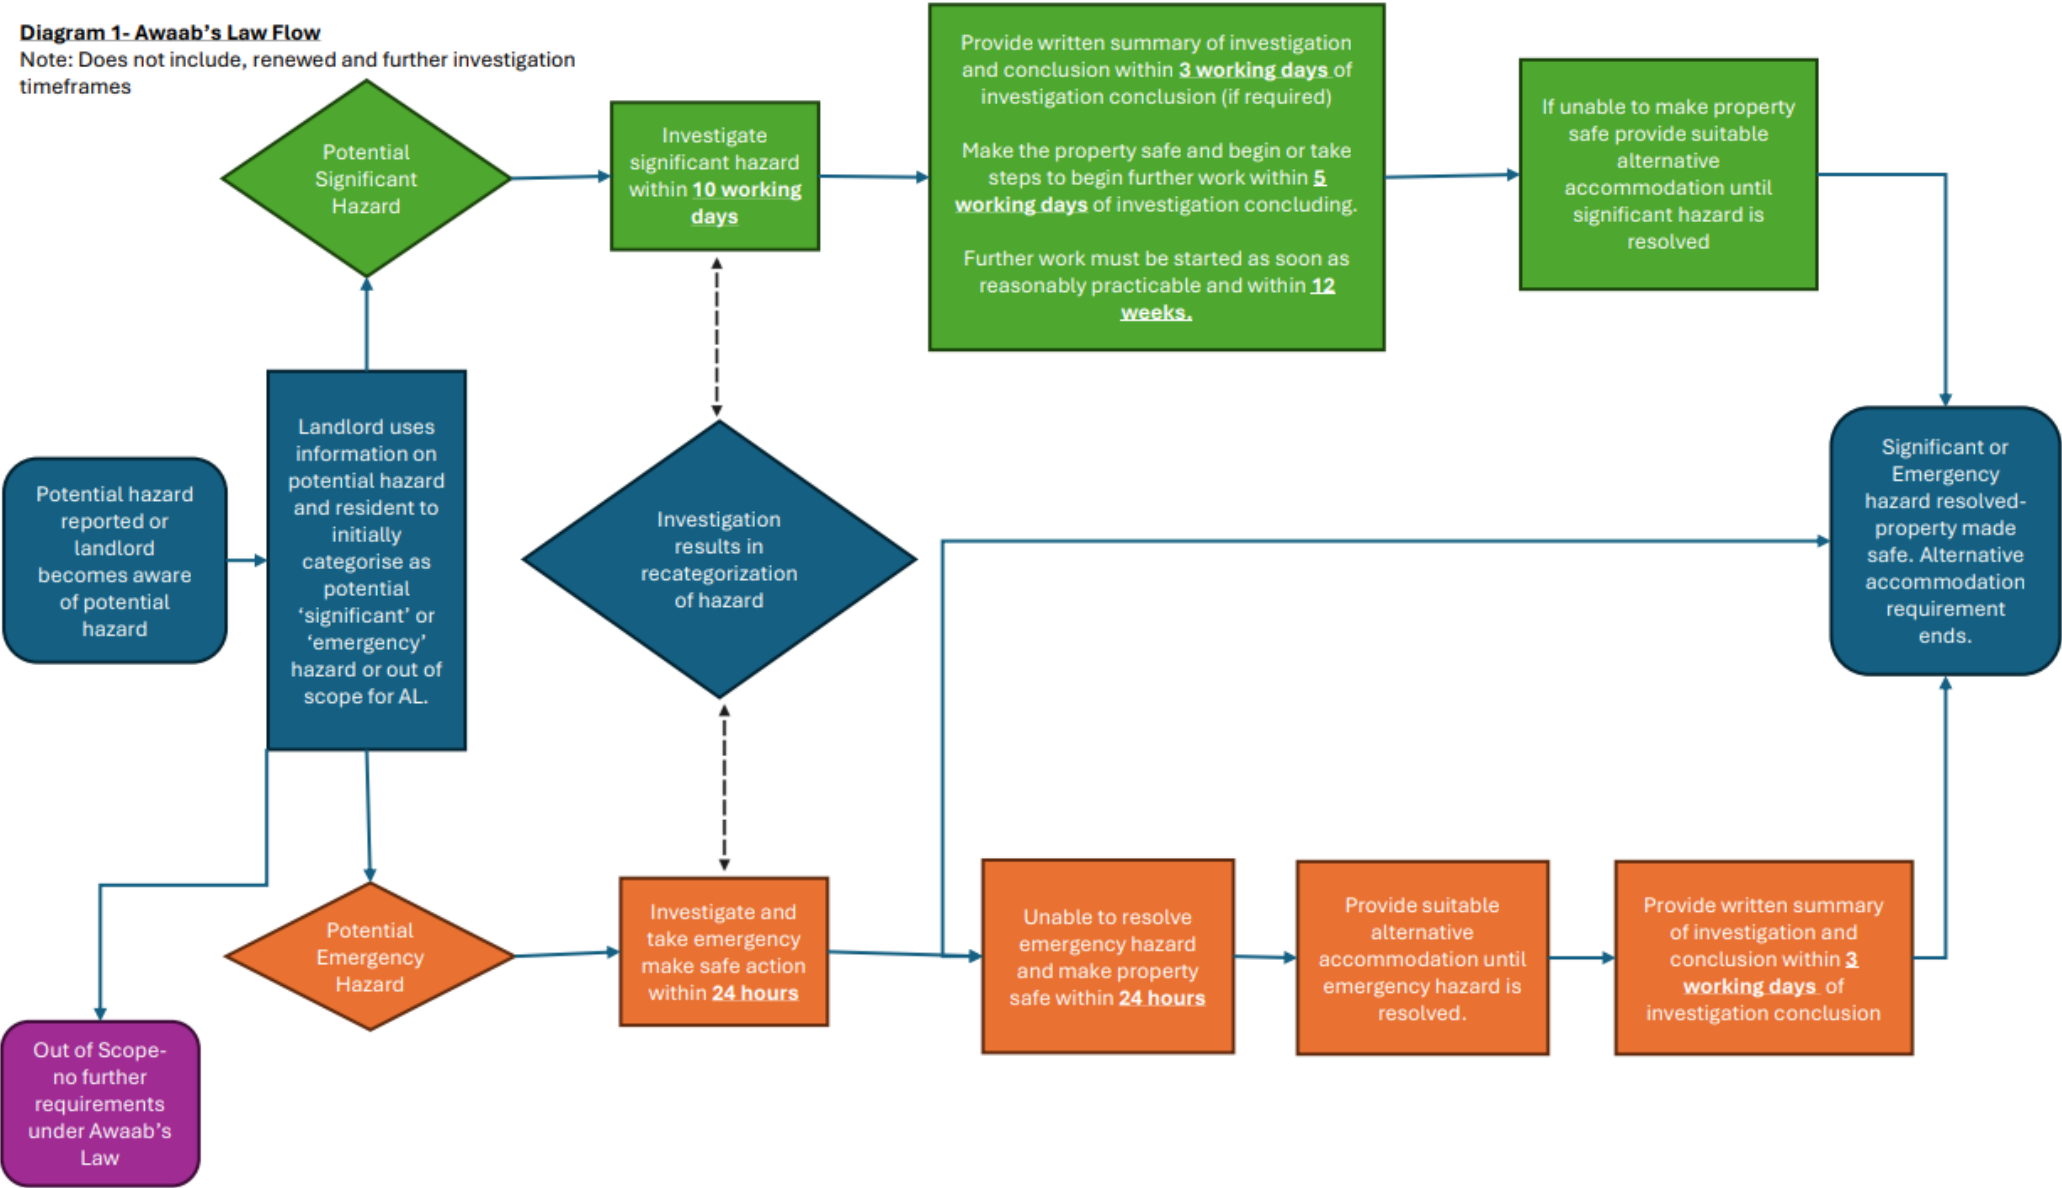 Diagram 1- Awaab's Law Flow
Note: Does not include, renewed and further investigation
timeframes
Potential
Significant
Hazard
Investigate
significant hazard
within 10 working
days
Provide written summary of investigation
and conclusion within 3 working days of
investigation conclusion (if required)
Make the property safe and begin or take
steps to begin further work within 5
working days of investigation concluding.
Further work must be started as soon as
reasonably practicable and within 12
weeks.
If unable to make property
safe provide suitable
alternative
accommodation until
significant hazard is
resolved
Potential hazard
reported or
landlord
becomes aware
of potential
hazard
Landlord uses
information on
potential hazard
and resident to
initially
categorise as
potential
‘significant’ or
‘emergency’
hazard or out of
scope for AL.
Investigation
results in
recategorization
of hazard
Significant or
Emergency
hazard resolved-
property made
safe. Alternative
accommodation
requirement
ends.
Potential
Emergency
Hazard
Investigate and
take emergency
make safe action
within 24 hours
Unable to resolve
emergency hazard
and make property
safe within 24 hours
Provide suitable
alternative
accommodation until
emergency hazard is
resolved.
Provide written summary
of investigation and
conclusion within 3
working days of
investigation conclusion
Out of Scope-
no further
requirements
under Awaab's
Law